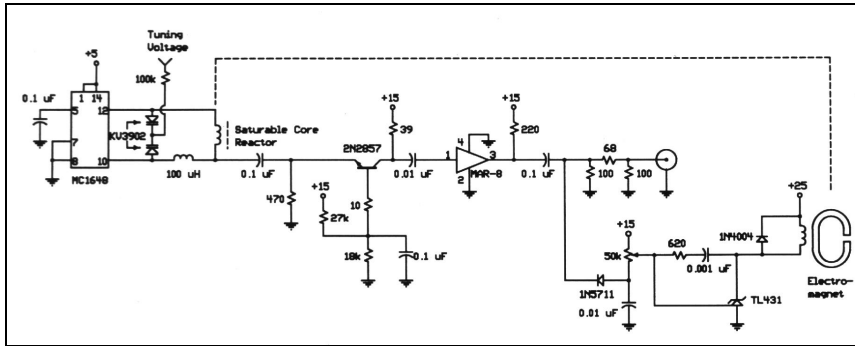 Tuning
Voltage
+5
100k
0.1 uF
1 14
5 12
7
8 10
MC1648
KV3902
Saturable Core
Reactor
100 uH
0.1 uF
470
2N2857
+15
39
0.01 uF
10
+15
27k
18k
0.1 uF
1 4 3
2
MAR-8
+15
220
0.1 uF
68
100 100
+15
50k
620
0.001 uF
1N5711
0.01 uF
+25
1N4004
TL431
Electro-
magnet